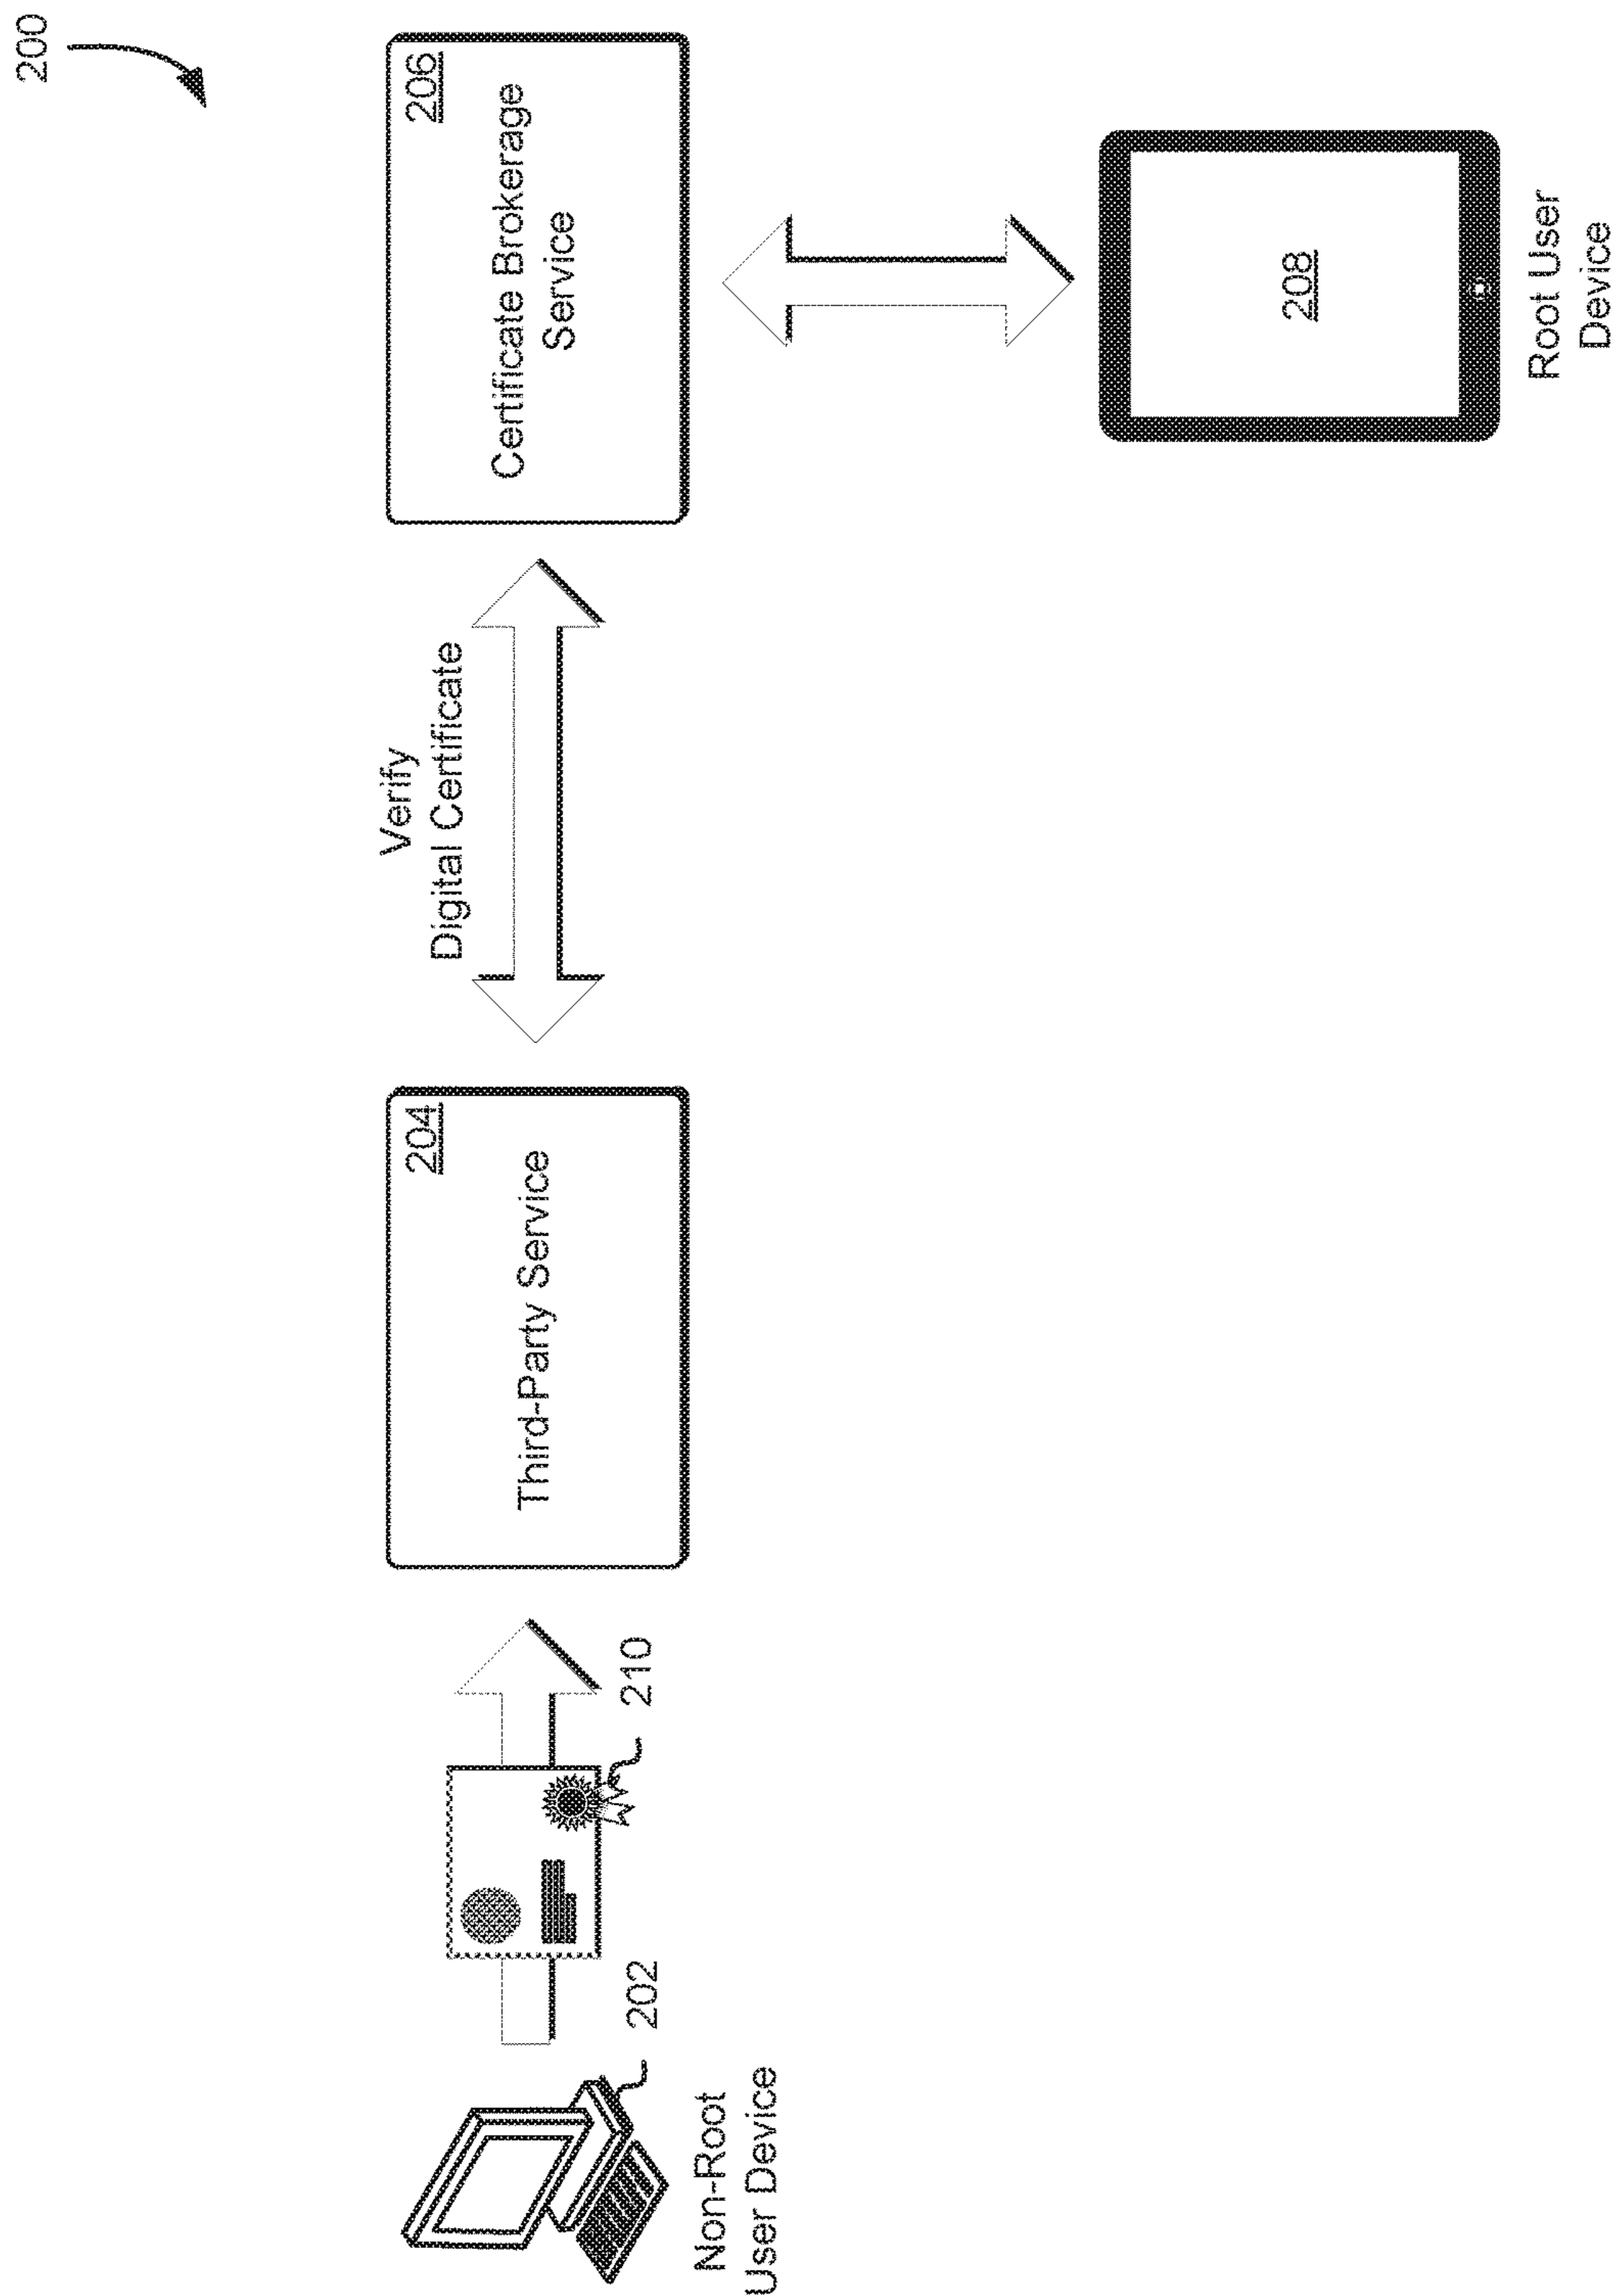 200
Verify
Digital Certificate
204
Third-Party Service
206
Certificate Brokerage
Service
210
202
Non-Root
User Device
208
Root User
Device